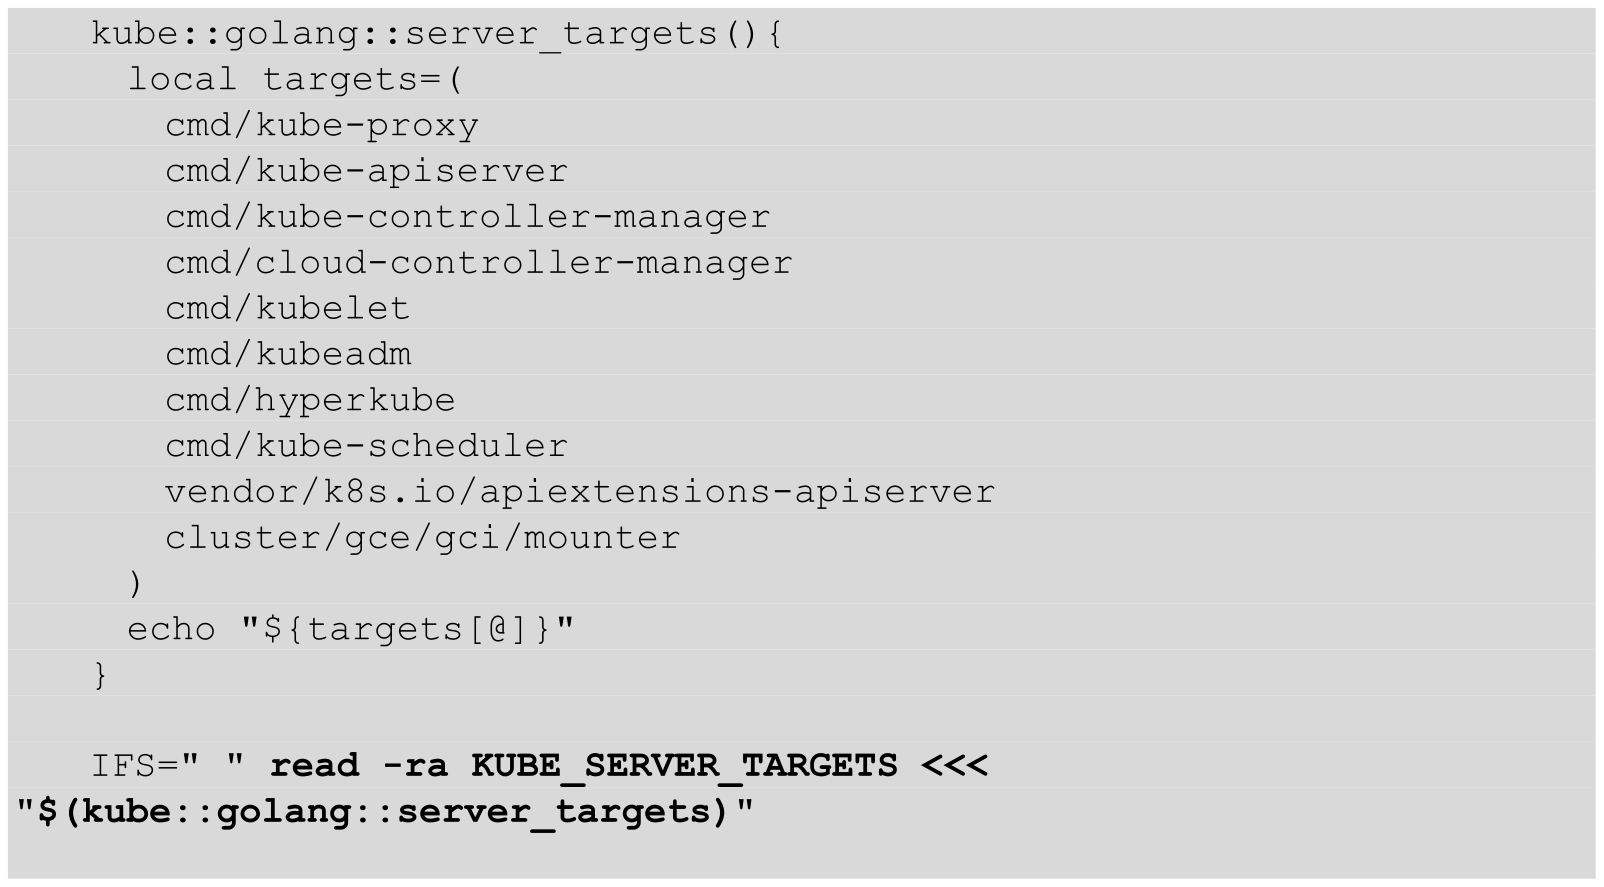 kube::golang::server_targets(){
local targets=(
cmd/kube-proxy
cmd/kube-apiserver
cmd/kube-controller-manager
cmd/cloud-controller-manager
cmd/kubelet
cmd/kubeadm
cmd/hyperkube
cmd/kube-scheduler
vendor/k8s.io/apiextensions-apiserver
cluster/gce/gci/mounter
)
echo "${targets[@]}"
}
IFS=" " read -ra KUBE_SERVER_TARGETS <<<
"$(kube::golang::server_targets)"